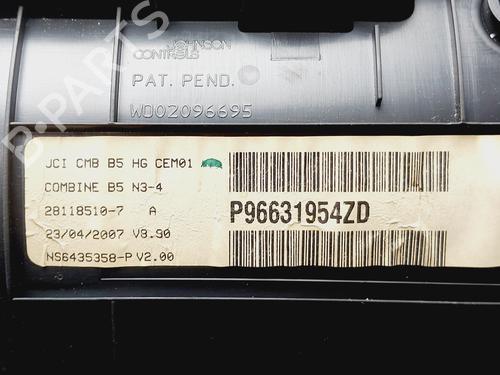 JOHNSON
CONTROLS
PAT. PEND.
WD02096695
JCI CMB B5 HG CEM01
COMBINE B5 N3-4
28118510-7 A
23/04/2007 V8.90
NS6435358-P V2.00
P96631954ZD
B-PARTS